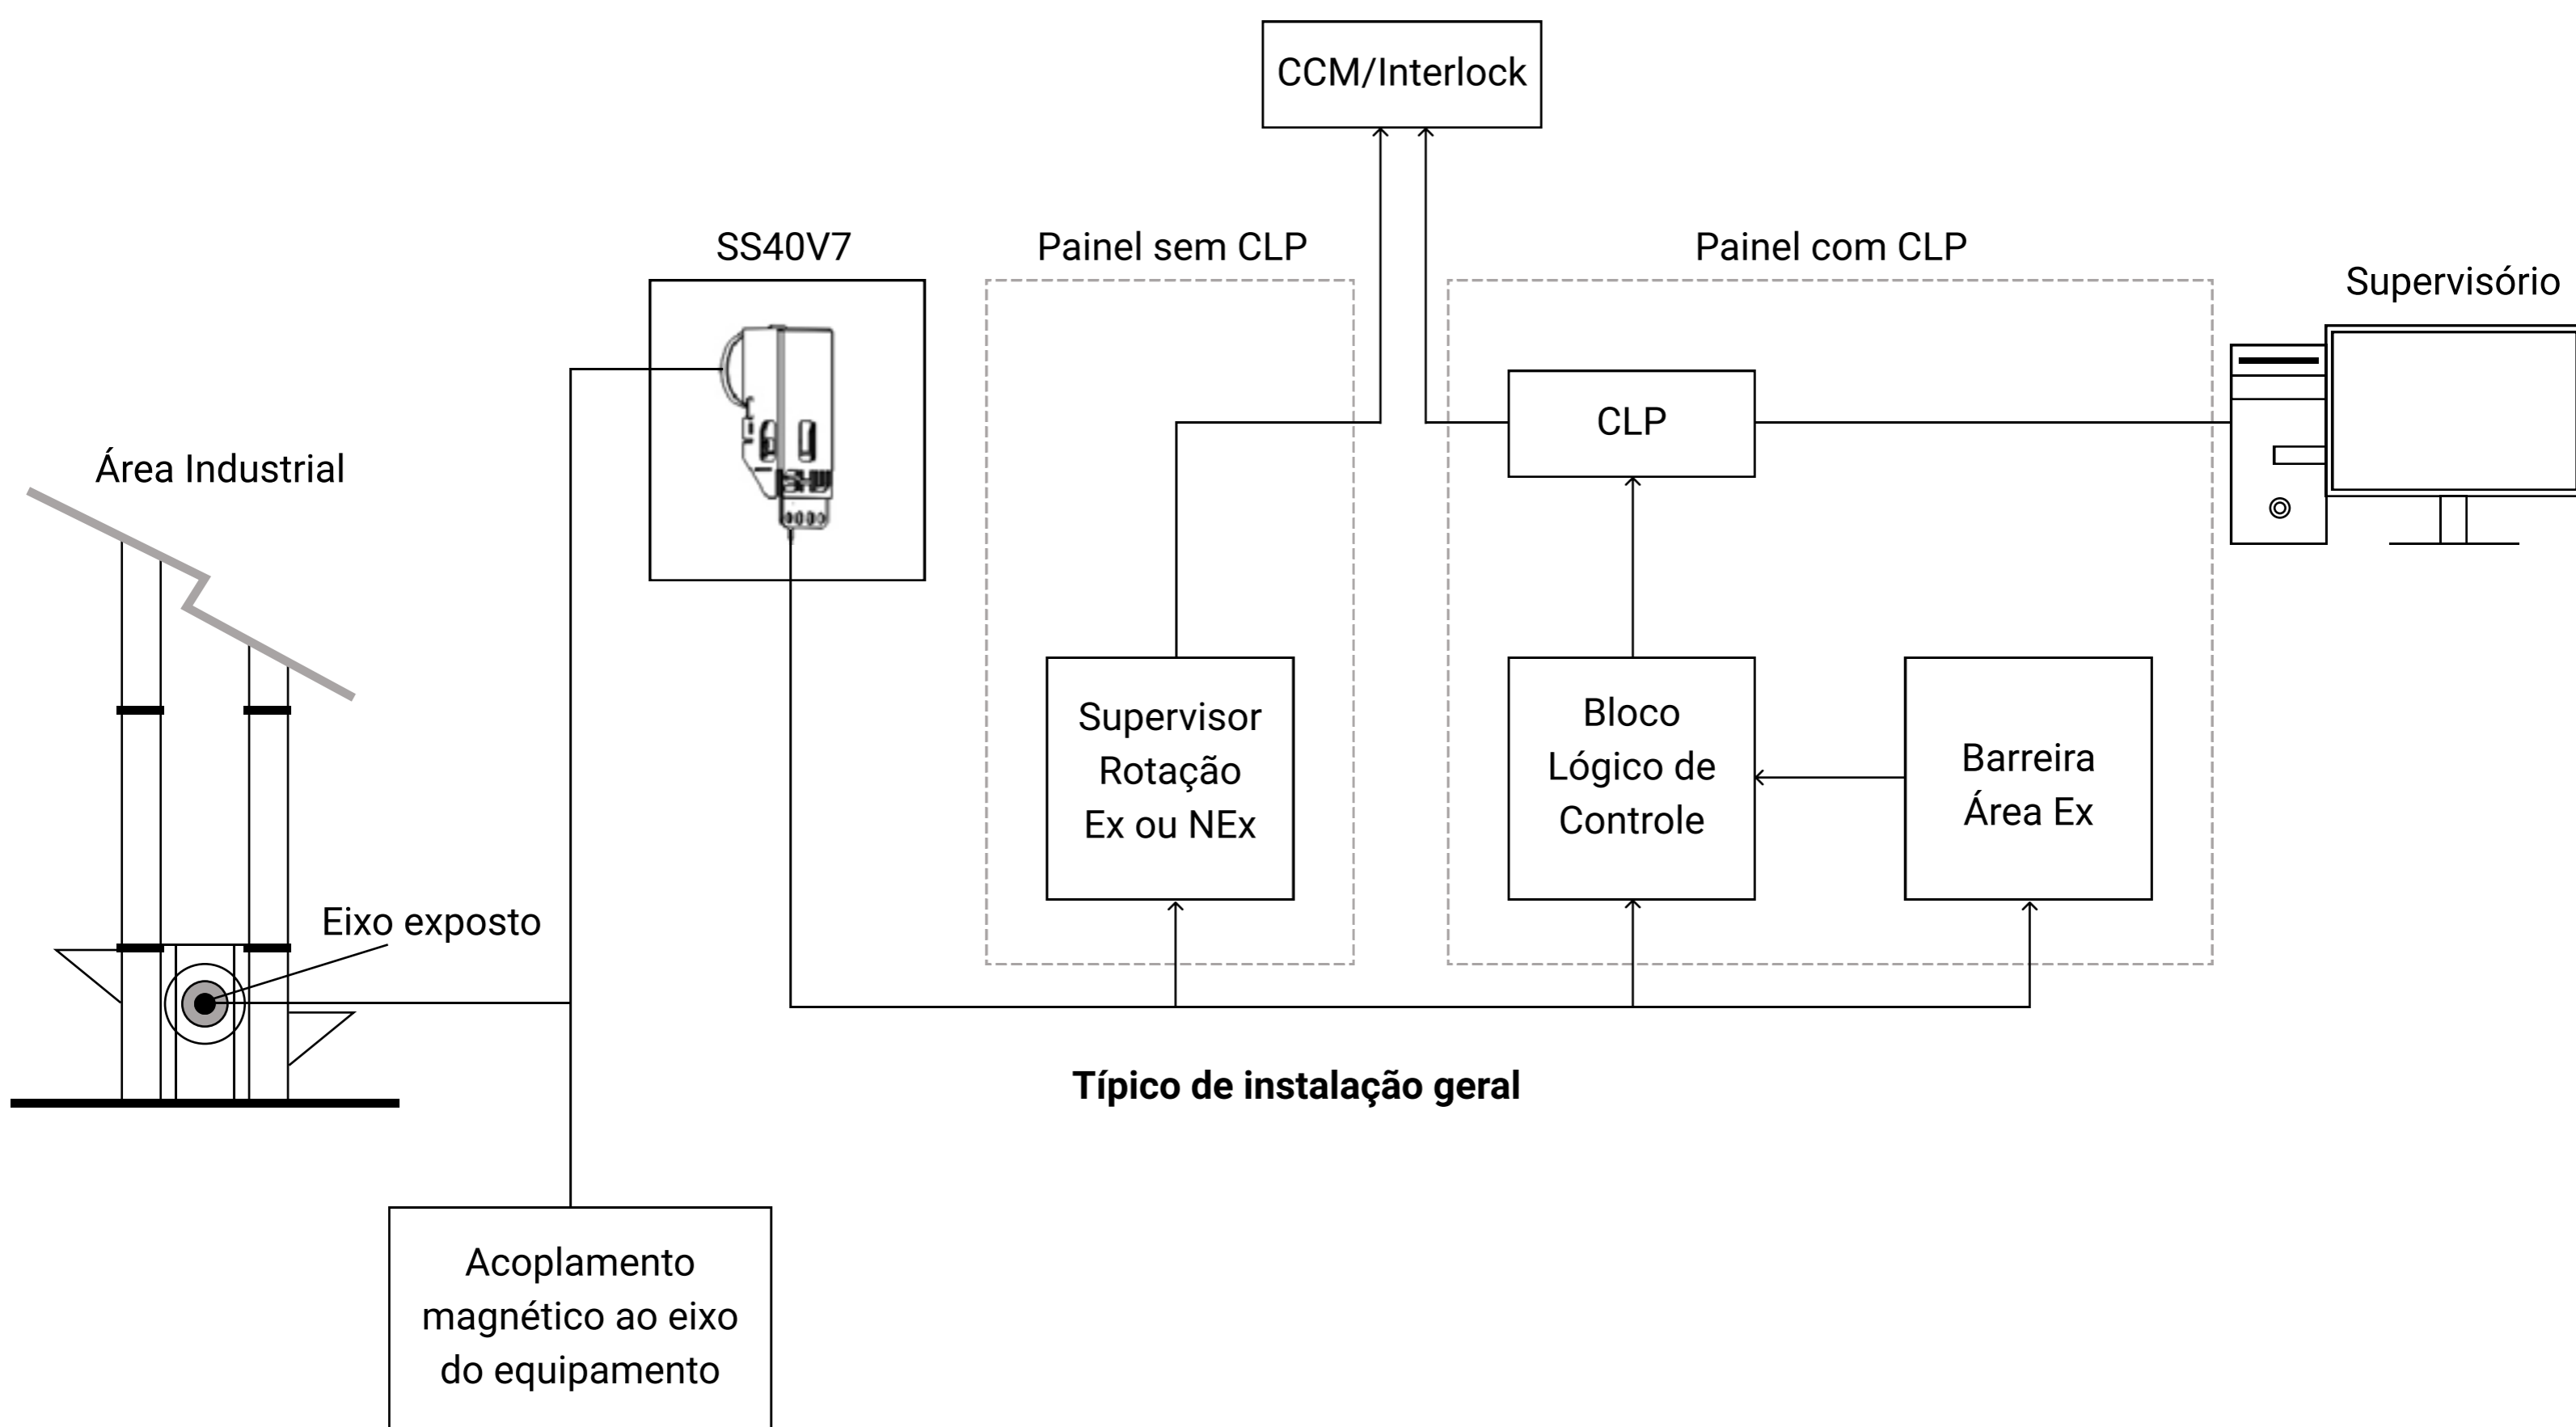 CCM/Interlock
SS40V7
Painel sem CLP
Painel com CLP
Supervisório
CLP
Área Industrial
Supervisor
Rotação
Ex ou NEx
Bloco
Lógico de
Controle
Barreira
Área Ex
Eixo exposto
Típico de instalação geral
Acoplamento
magnético ao eixo
do equipamento